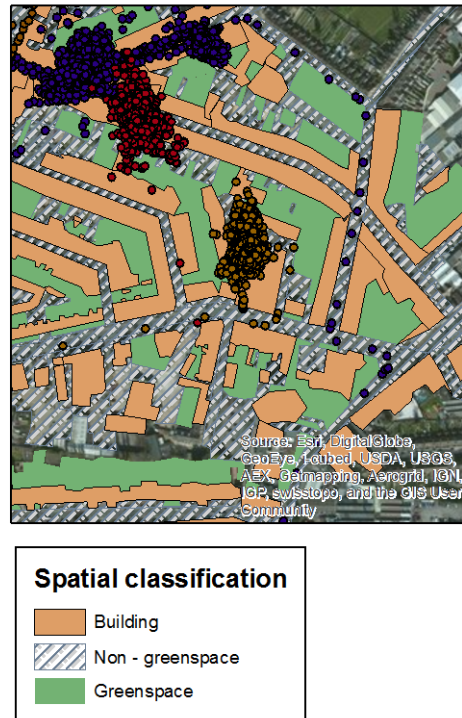 Source: Esri, DigitalGlobe,
GeoEye, i-cubed, USDA, USGS,
AEX, Getmapping, Aerogrid, IGN,
IGP, swisstopo, and the GIS User
Community
Spatial classification
Building
Non - greenspace
Greenspace